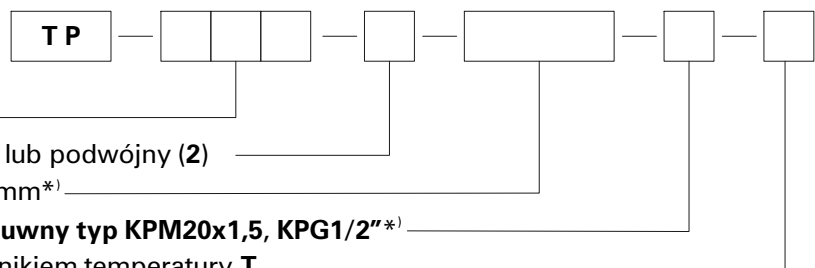 T P
lub podwójny (2)
mm*)
uwny typ KPM20x1,5, KPG1/2”*)
nikiem temperatury T